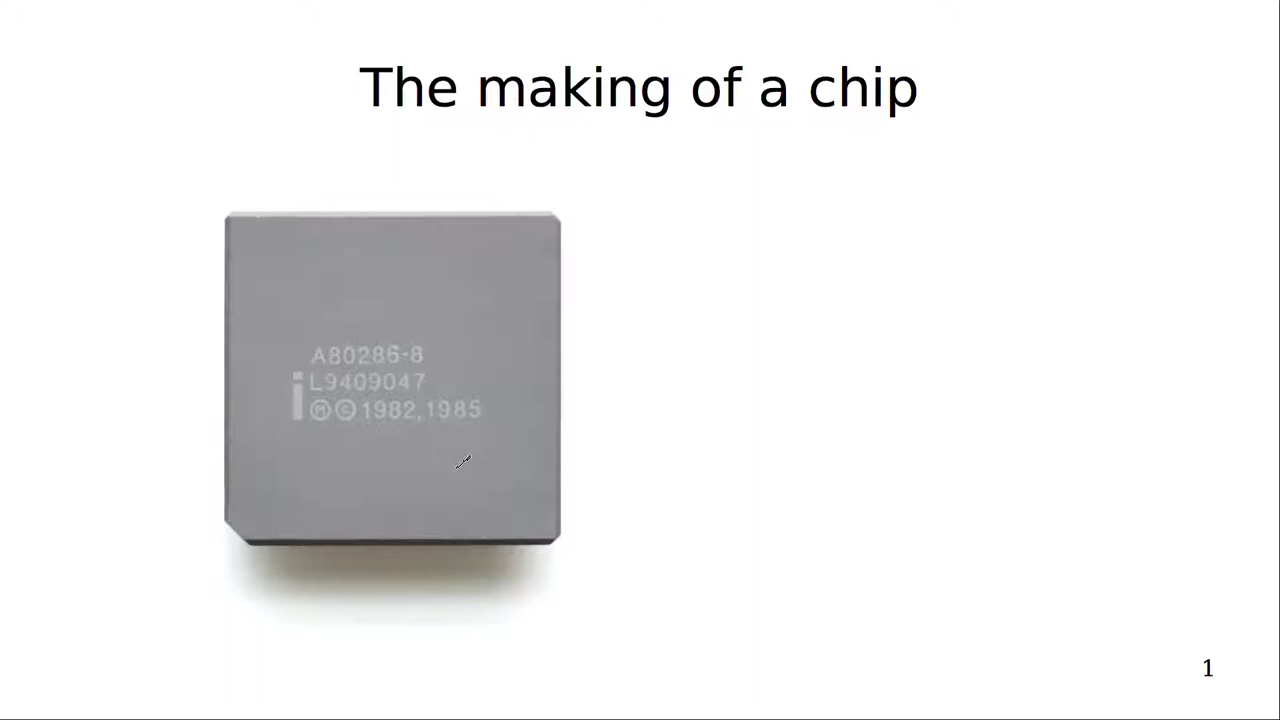 The making of a chip
A80286-8
L9409047
Ⓜ © 1982,1985
1